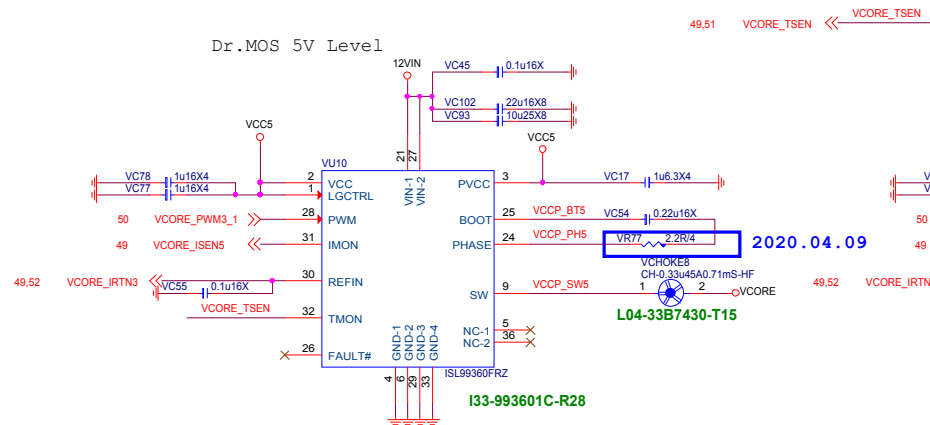 49,51 VCORE_TSEN VCORE_TSEN
Dr.MOS 5V Level
12VIN
VC45 0.1u16X
VC102 22u16X8
VC93 10u25X8
VCC5
VCC5
21 27
VU10
VC78 1u16X4
VC77 1u16X4
2 VCC
1 LGCTRL
VIN-1 VIN-2
PVCC 3
VC17 1u6.3X4
50 VCORE_PWM3_1 28 PWM
BOOT 25 VCCP_BT5 VC54 0.22u16X
50
49 VCORE_ISEN5 31 IMON
PHASE 24 VCCP_PH5 VR77 2.2R/4
2020.04.09
49
VCHOKE8
CH-0.33u45A0.71mS-HF
49,52 VCORE_IRTN3 30 REFIN
49,52 VCORE_IRTN
VC55 0.1u16X
SW 9 VCCP_SW5 1 2 VCORE
L04-33B7430-T15
VCORE_TSEN 32 TMON
NC-1 5
NC-2 36
26 FAULT#
GND-1 GND-2 GND-3 GND-4
ISL99360FRZ
4 6 29 33
I33-993601C-R28